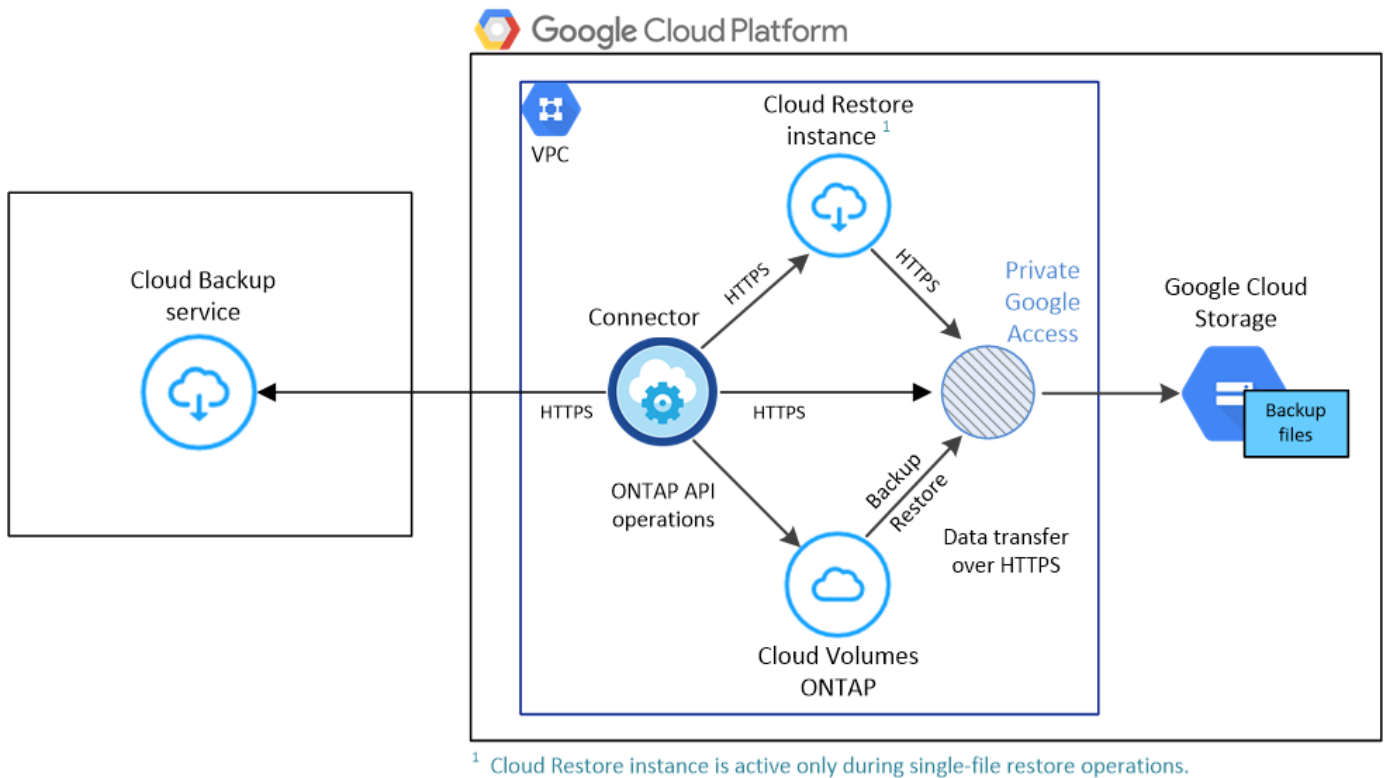 Google Cloud Platform
VPC
Cloud Restore
instance 1
Cloud Backup
service
Connector
HTTPS
HTTPS
Private
Google
Access
Google Cloud
Storage
HTTPS
HTTPS
Backup
files
ONTAP API
operations
Backup
Restore
Data transfer
over HTTPS
Cloud Volumes
ONTAP
1 Cloud Restore instance is active only during single-file restore operations.